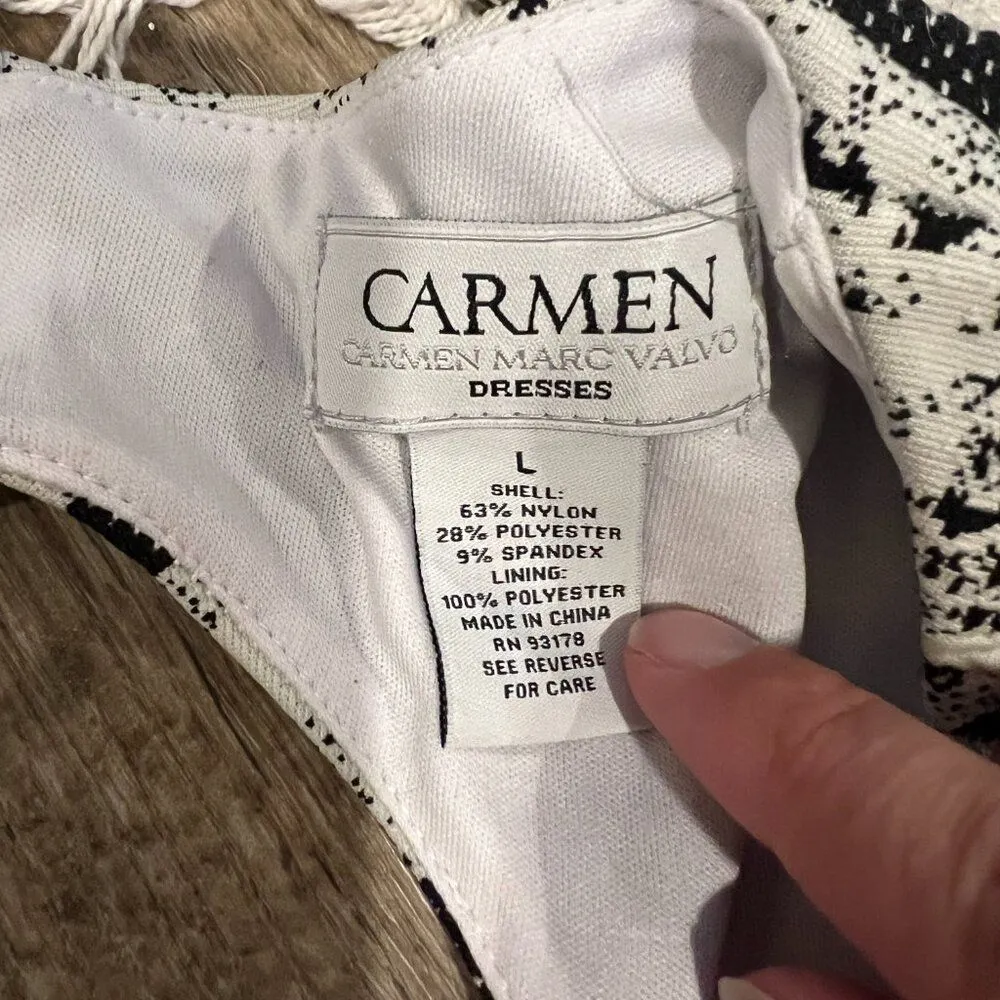 CARMEN
CARMEN MARC VALVO
DRESSES
L
SHELL:
63% NYLON
28% POLYESTER
9% SPANDEX
LINING:
100% POLYESTER
MADE IN CHINA
RN 93178
SEE REVERSE
FOR CARE